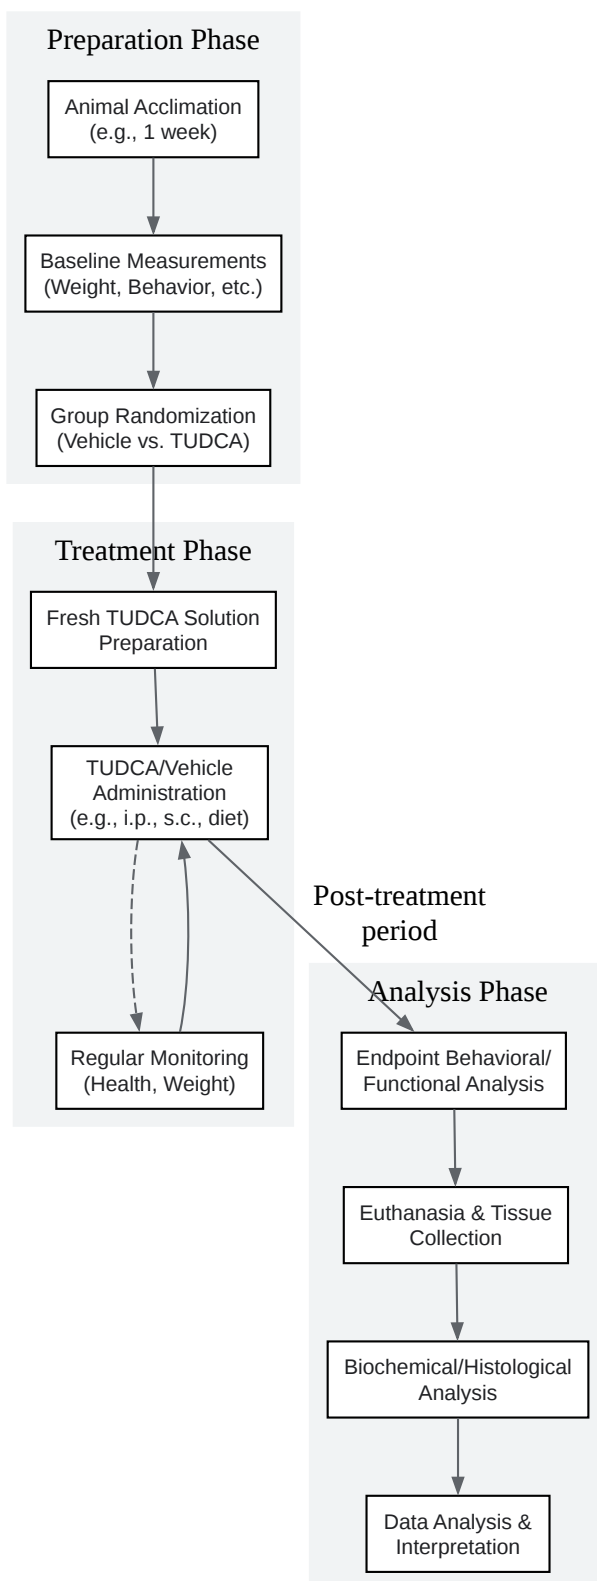 Preparation Phase
Animal Acclimation
(e.g., 1 week)
Baseline Measurements
(Weight, Behavior, etc.)
Group Randomization
(Vehicle vs. TUDCA)
Treatment Phase
Fresh TUDCA Solution
Preparation
TUDCA/Vehicle
Administration
(e.g., i.p., s.c., diet)
Post-treatment
period
Regular Monitoring
(Health, Weight)
Analysis Phase
Endpoint Behavioral/
Functional Analysis
Euthanasia & Tissue
Collection
Biochemical/Histological
Analysis
Data Analysis &
Interpretation